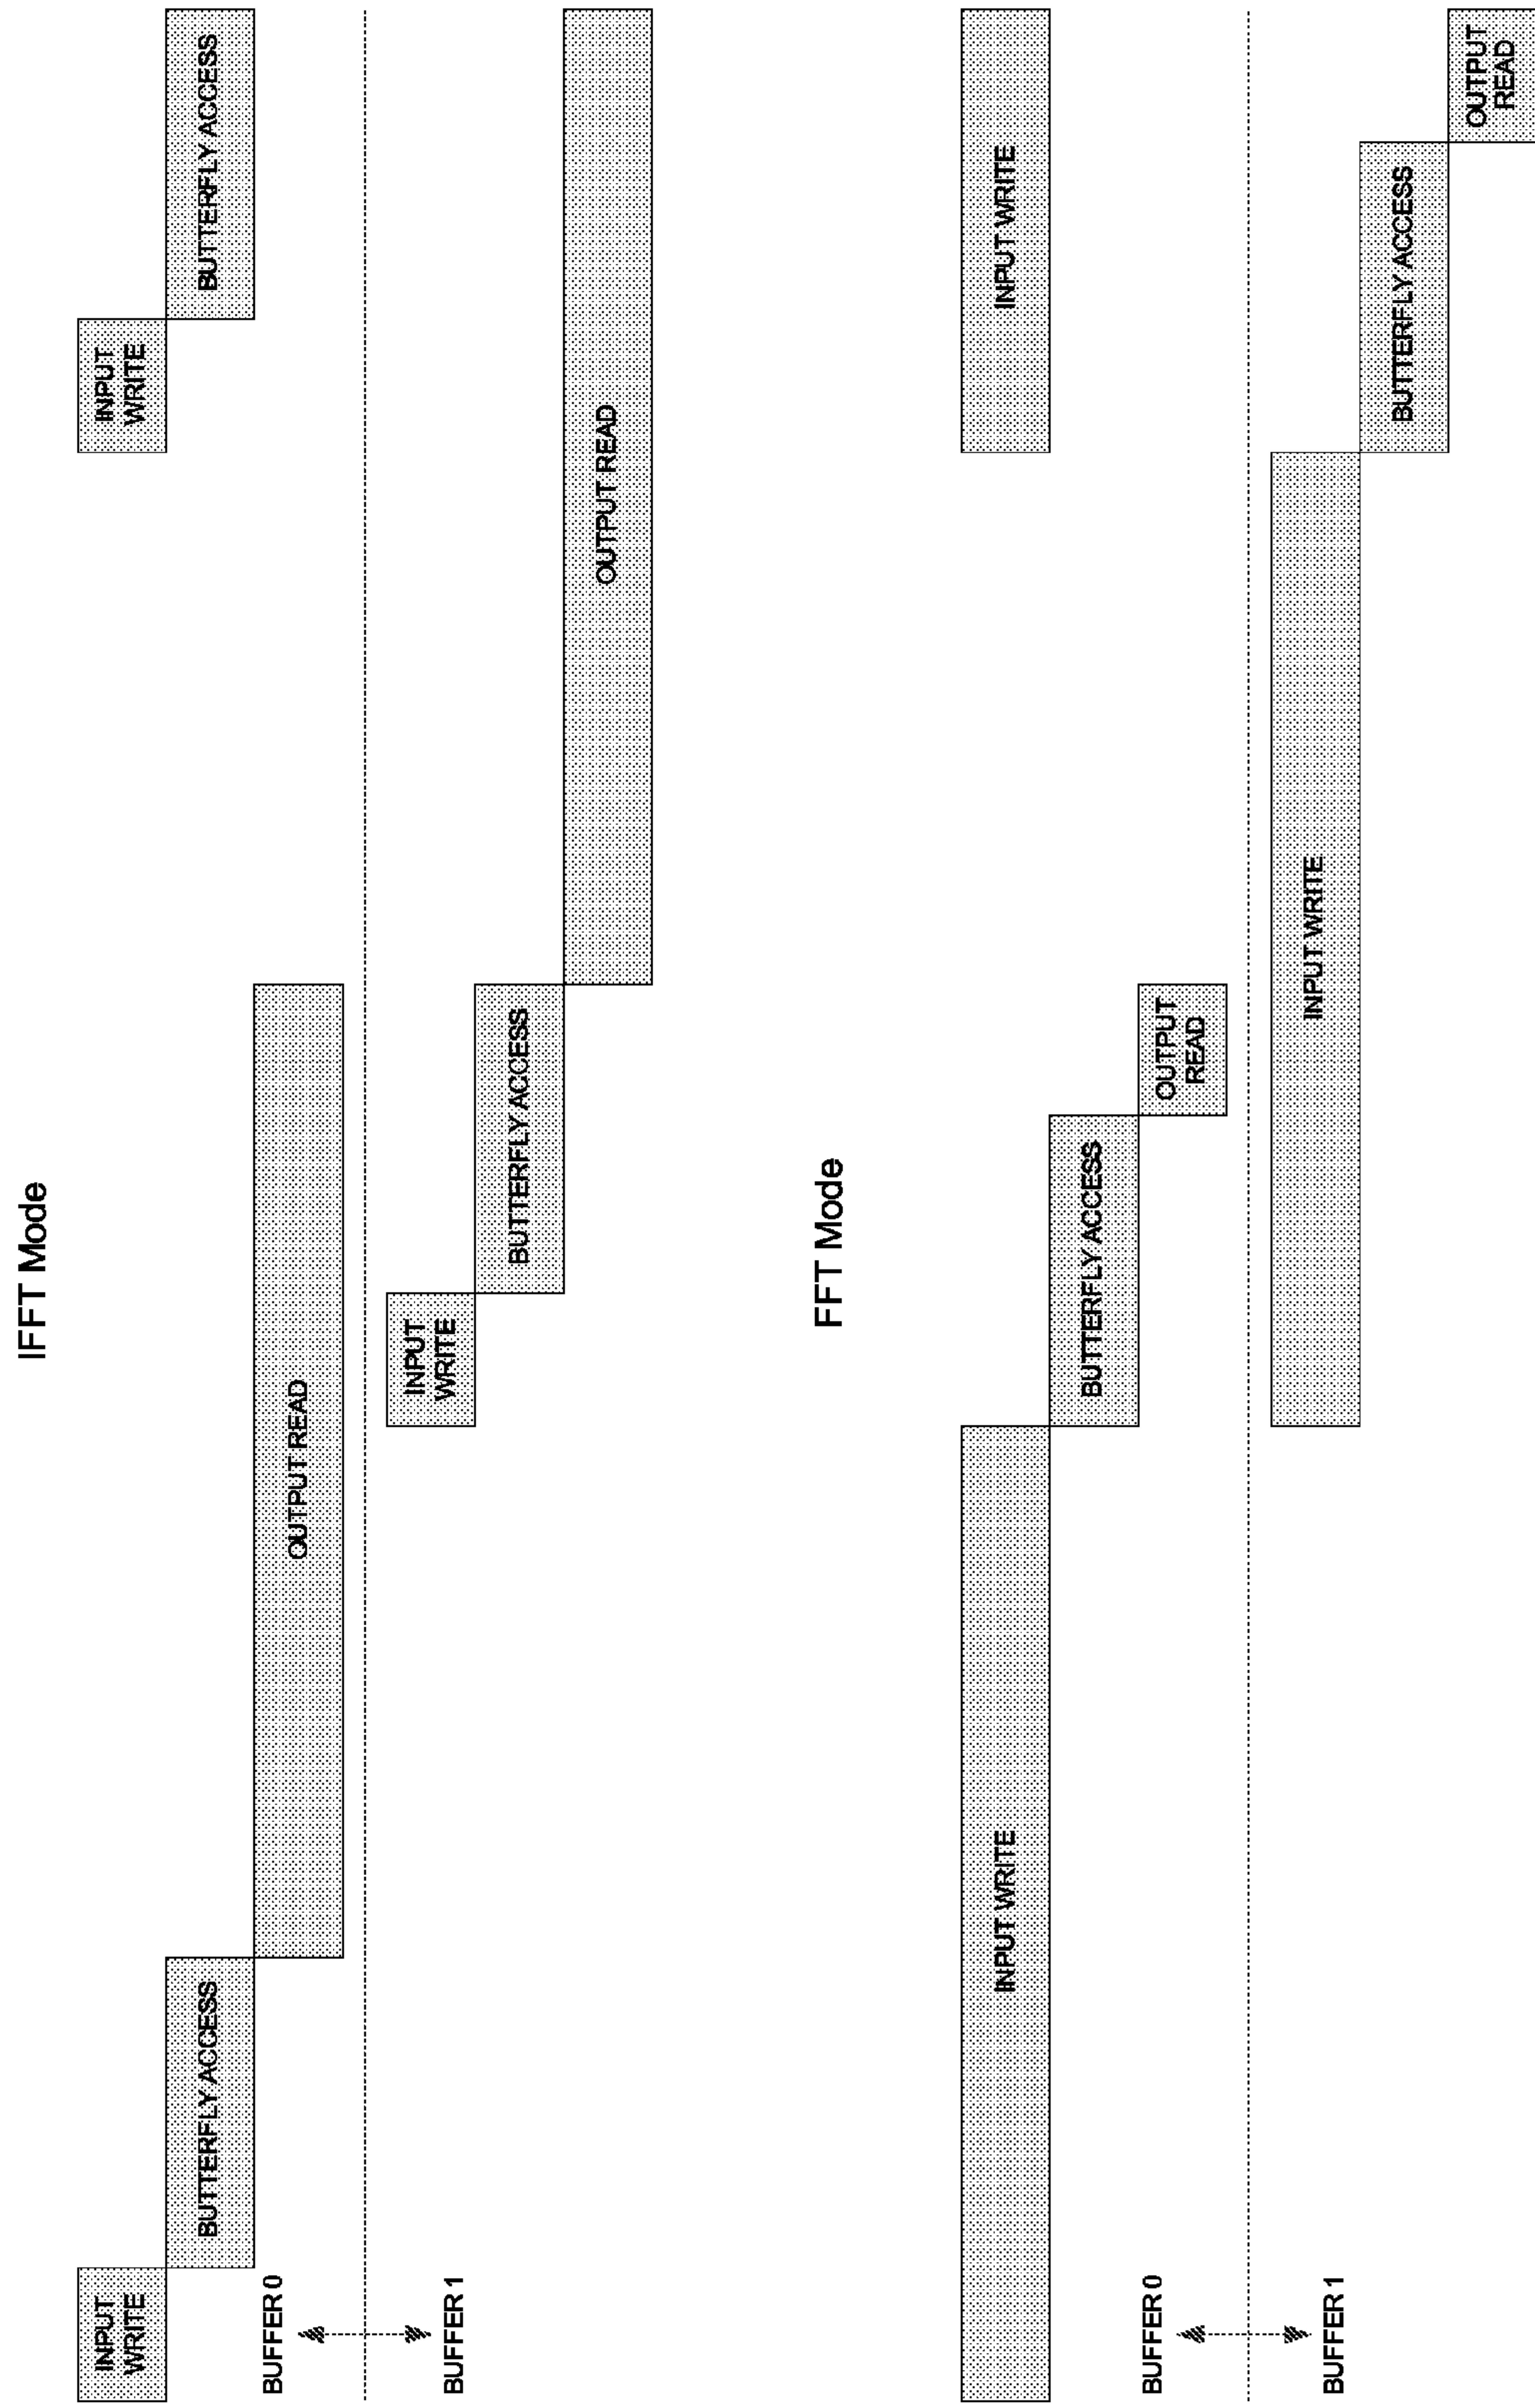 IFFT Mode
INPUT
WRITE
INPUT
WRITE
BUTTERFLY ACCESS
BUTTERFLY ACCESS
BUFFER 0
OUTPUT READ
INPUT
WRITE
BUFFER 1
BUTTERFLY ACCESS
OUTPUT READ
FFT Mode
INPUT WRITE
INPUT WRITE
BUTTERFLY ACCESS
BUFFER 0
OUTPUT
READ
INPUT WRITE
BUFFER 1
BUTTERFLY ACCESS
OUTPUT
READ